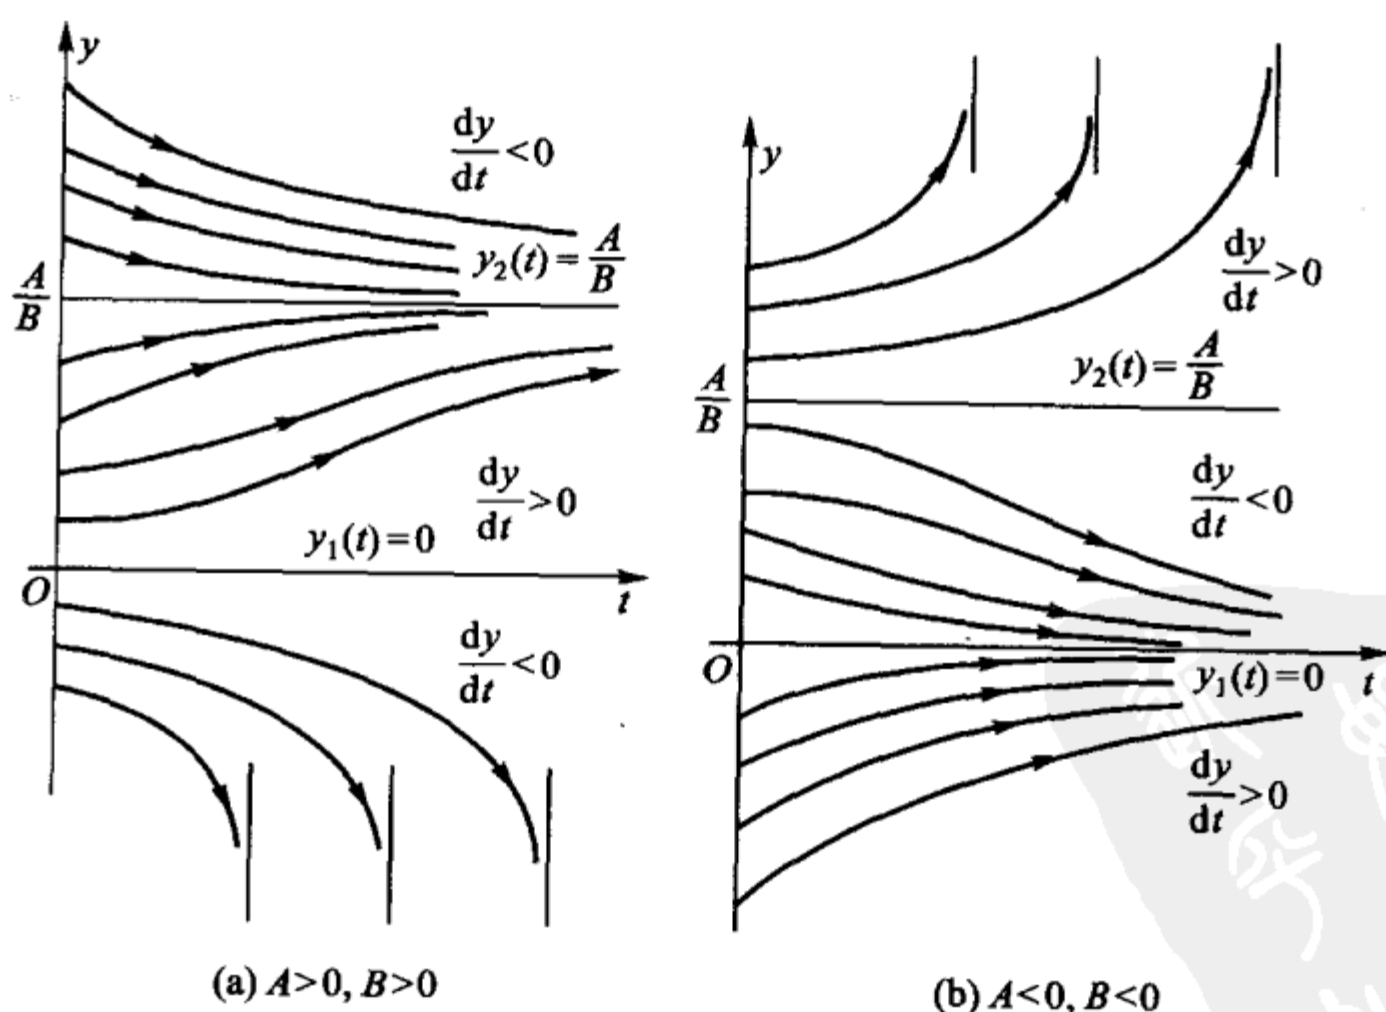 y
dy/dt<0
y₂(t)=A/B
A/B
dy/dt>0
y₁(t)=0
O
t
dy/dt<0
(a) A>0, B>0
y
dy/dt>0
y₂(t)=A/B
A/B
dy/dt<0
O
y₁(t)=0
t
dy/dt>0
(b) A<0, B<0